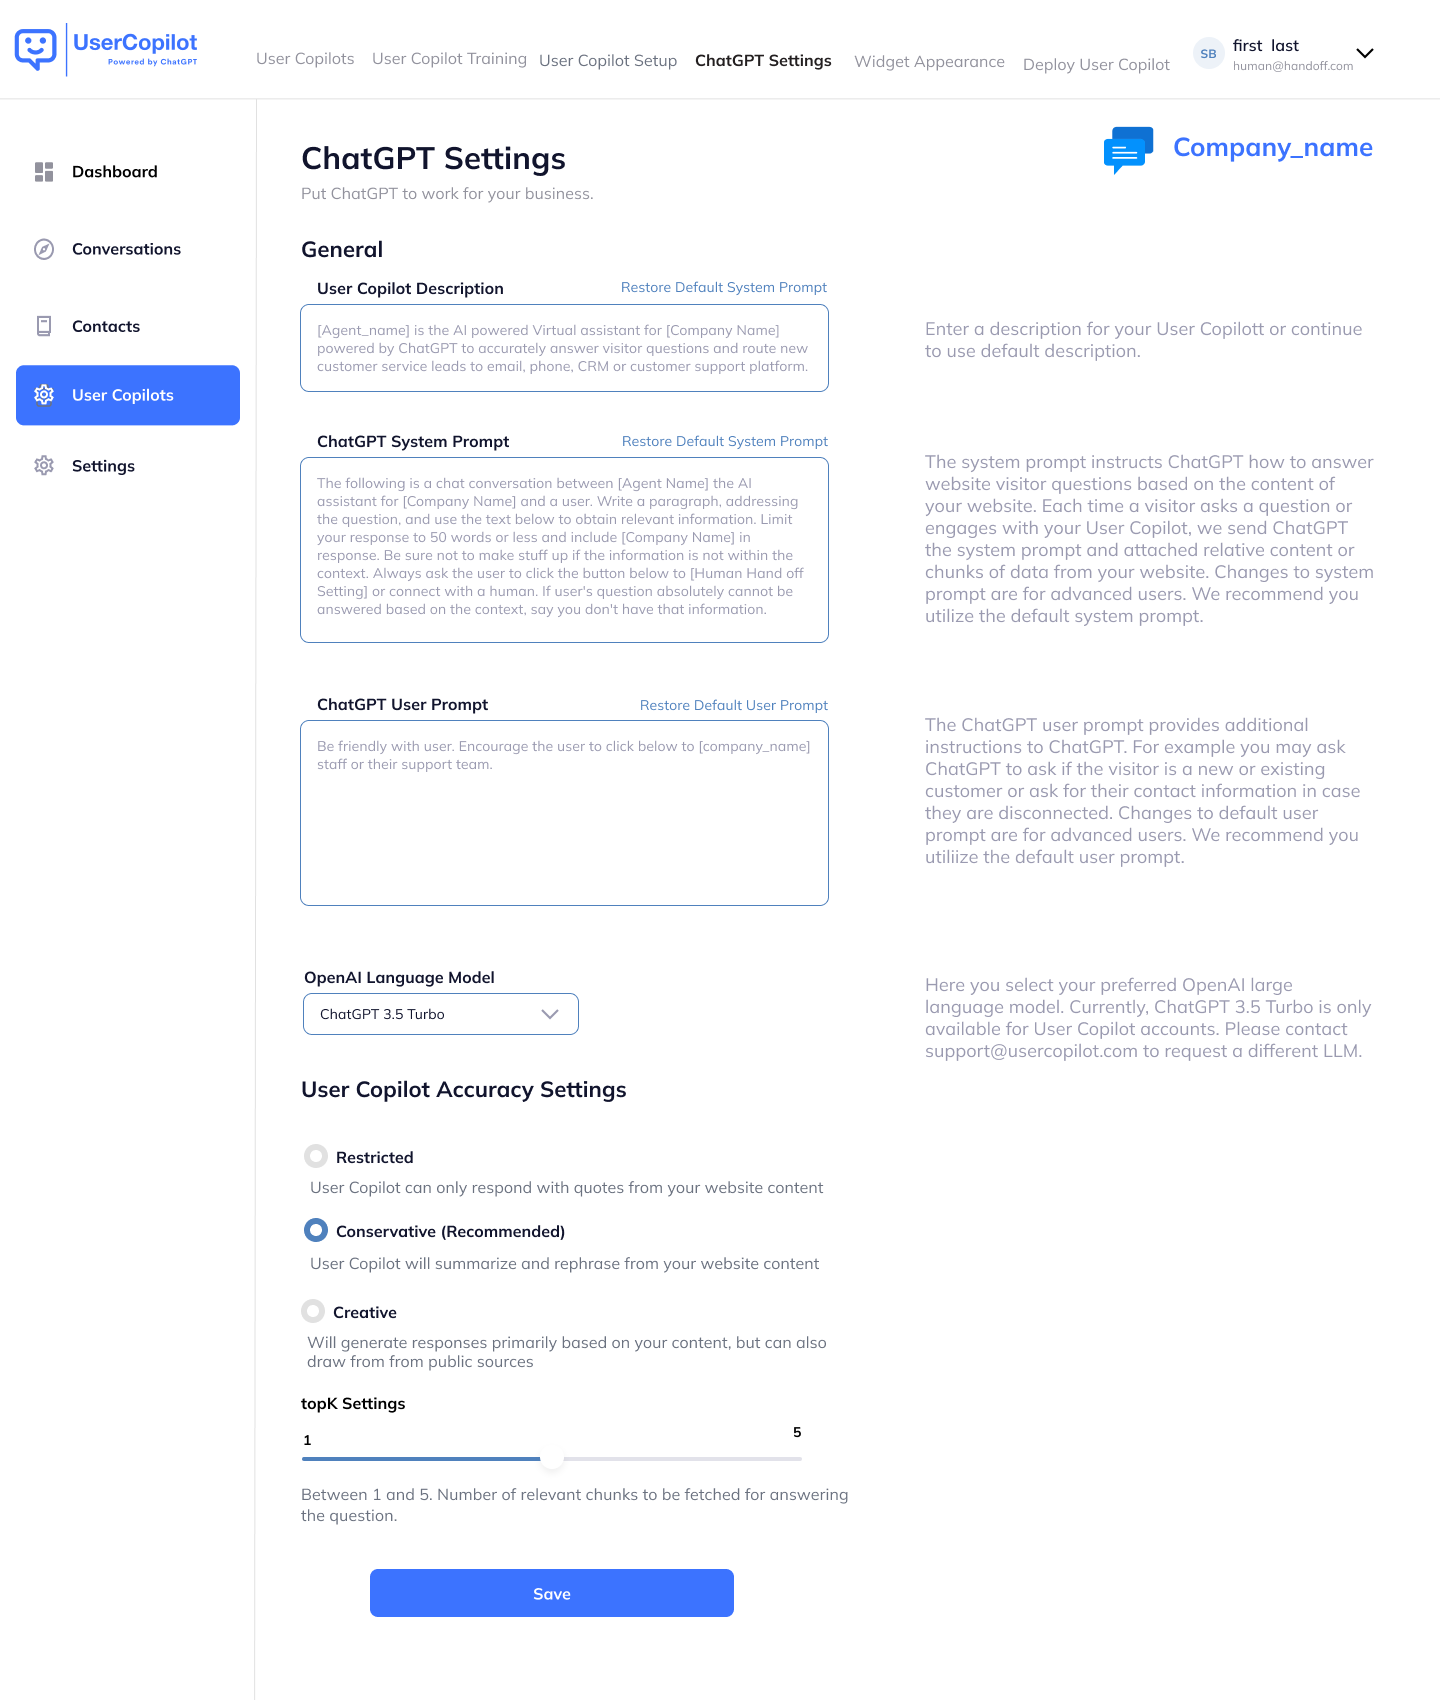 UserCopilot
Powered by ChatGPT
User Copilots
User Copilot Training
User Copilot Setup
ChatGPT Settings
Widget Appearance
Deploy User Copilot
SB
first last
human@handoff.com
Dashboard
Conversations
Contacts
User Copilots
Settings
ChatGPT Settings
Put ChatGPT to work for your business.
Company_name
General
User Copilot Description
Restore Default System Prompt
[Agent_name] is the AI powered Virtual assistant for [Company Name]
powered by ChatGPT to accurately answer visitor questions and route new
customer service leads to email, phone, CRM or customer support platform.
Enter a description for your User Copilott or continue
to use default description.
ChatGPT System Prompt
Restore Default System Prompt
The following is a chat conversation between [Agent Name] the AI
assistant for [Company Name] and a user. Write a paragraph, addressing
the question, and use the text below to obtain relevant information. Limit
your response to 50 words or less and include [Company Name] in
response. Be sure not to make stuff up if the information is not within the
context. Always ask the user to click the button below to [Human Hand off
Setting] or connect with a human. If user's question absolutely cannot be
answered based on the context, say you don't have that information.
The system prompt instructs ChatGPT how to answer
website visitor questions based on the content of
your website. Each time a visitor asks a question or
engages with your User Copilot, we send ChatGPT
the system prompt and attached relative content or
chunks of data from your website. Changes to system
prompt are for advanced users. We recommend you
utilize the default system prompt.
ChatGPT User Prompt
Restore Default User Prompt
Be friendly with user. Encourage the user to click below to [company_name]
staff or their support team.
The ChatGPT user prompt provides additional
instructions to ChatGPT. For example you may ask
ChatGPT to ask if the visitor is a new or existing
customer or ask for their contact information in case
they are disconnected. Changes to default user
prompt are for advanced users. We recommend you
utiliize the default user prompt.
OpenAI Language Model
ChatGPT 3.5 Turbo
Here you select your preferred OpenAI large
language model. Currently, ChatGPT 3.5 Turbo is only
available for User Copilot accounts. Please contact
support@usercopilot.com to request a different LLM.
User Copilot Accuracy Settings
Restricted
User Copilot can only respond with quotes from your website content
Conservative (Recommended)
User Copilot will summarize and rephrase from your website content
Creative
Will generate responses primarily based on your content, but can also
draw from from public sources
topK Settings
1
5
Between 1 and 5. Number of relevant chunks to be fetched for answering
the question.
Save